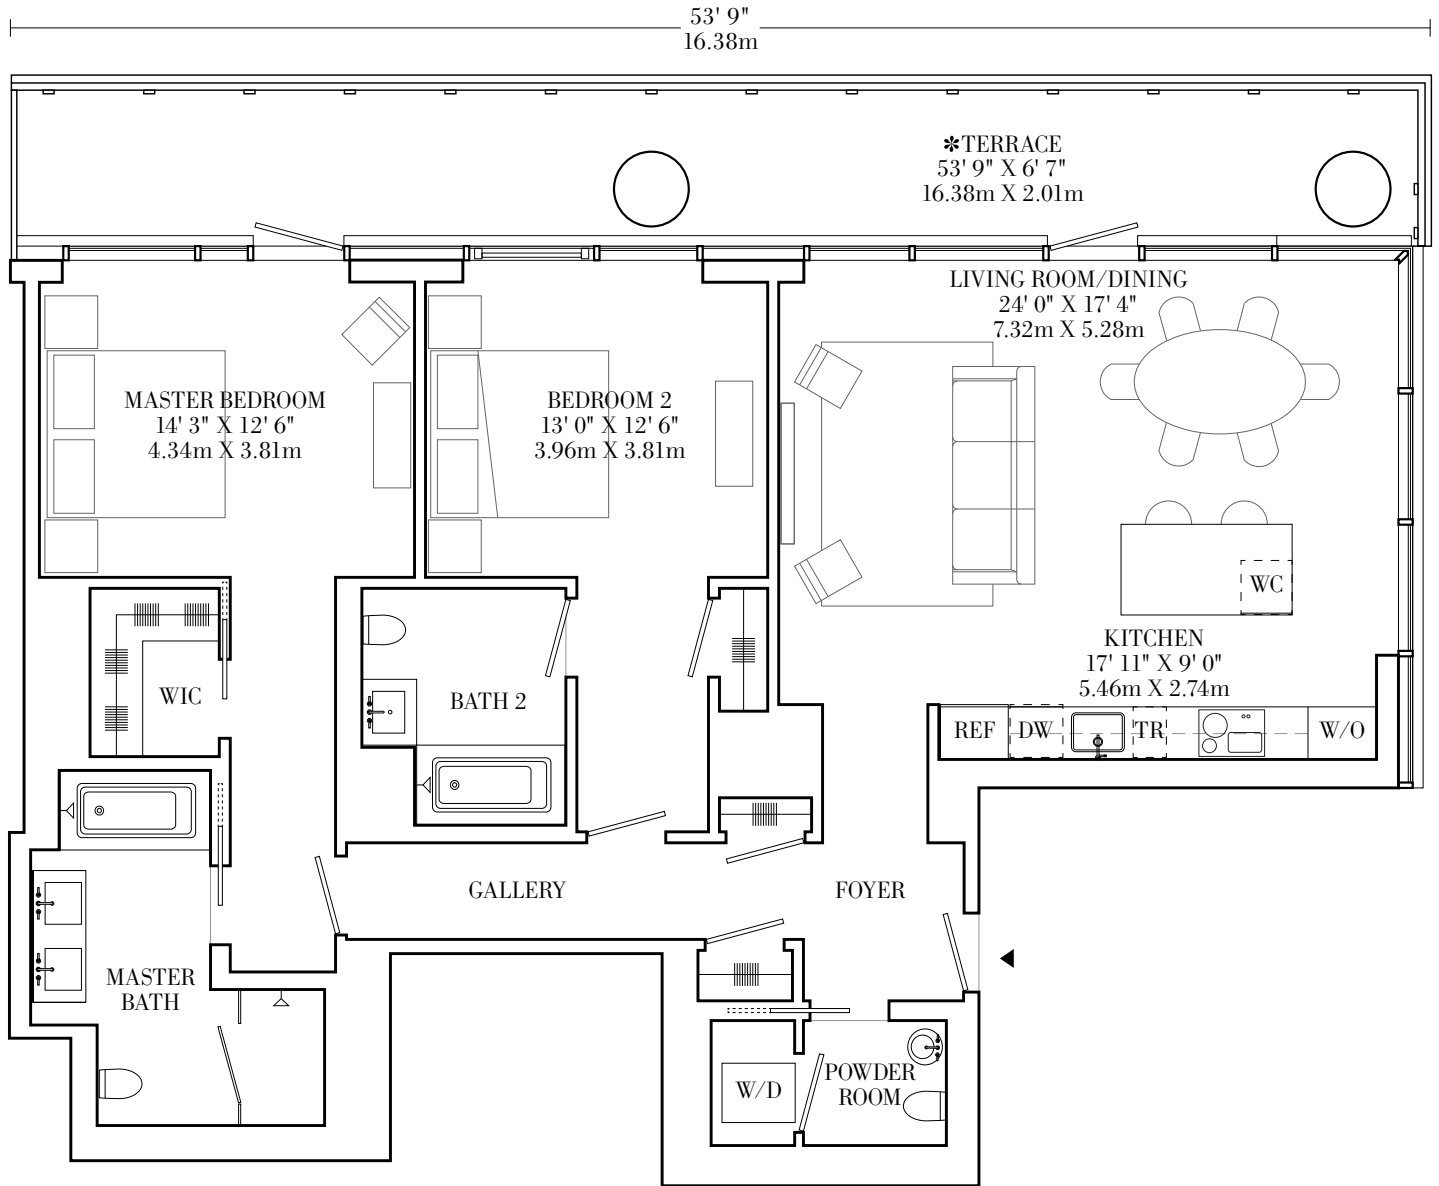 53' 9"
16.38m
✽TERRACE
53' 9" X 6' 7"
16.38m X 2.01m
LIVING ROOM/DINING
24' 0" X 17' 4"
7.32m X 5.28m
MASTER BEDROOM
14' 3" X 12' 6"
4.34m X 3.81m
BEDROOM 2
13' 0" X 12' 6"
3.96m X 3.81m
WC
KITCHEN
17' 11" X 9' 0"
5.46m X 2.74m
WIC
BATH 2
REF
DW
TR
W/O
GALLERY
FOYER
MASTER
BATH
W/D
POWDER
ROOM